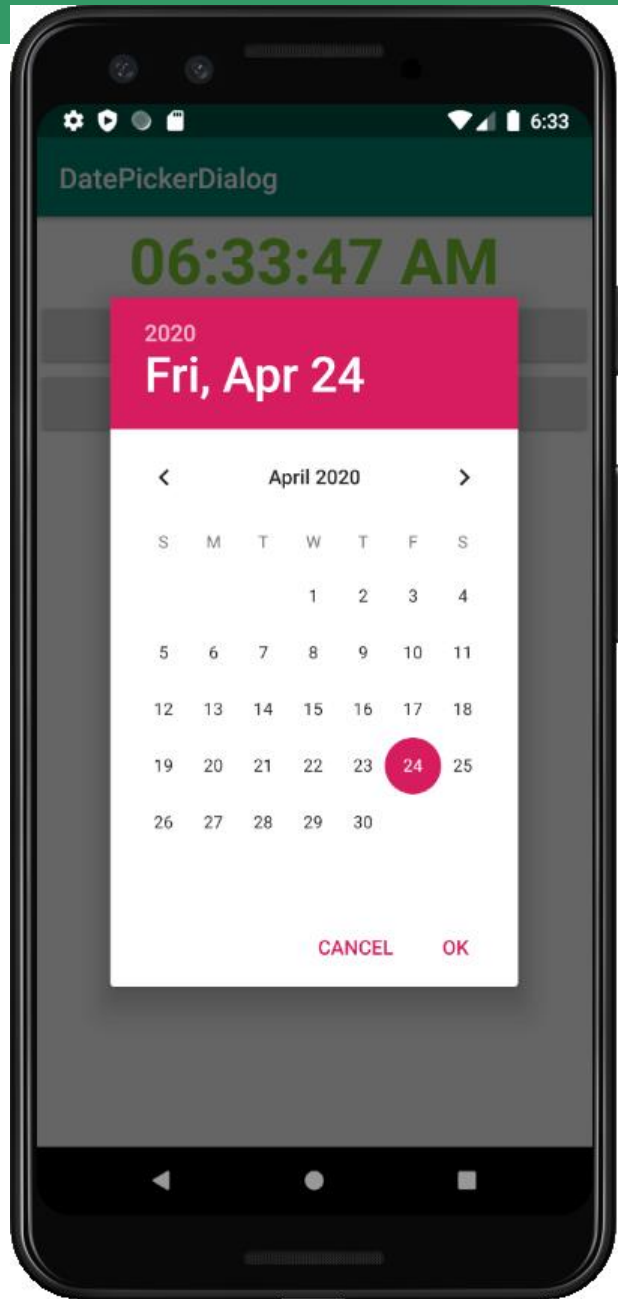 6:33
DatePickerDialog
06:33:47 AM
2020
Fri, Apr 24
April 2020
S M T W T F S
1 2 3 4
5 6 7 8 9 10 11
12 13 14 15 16 17 18
19 20 21 22 23 24 25
26 27 28 29 30
CANCEL OK